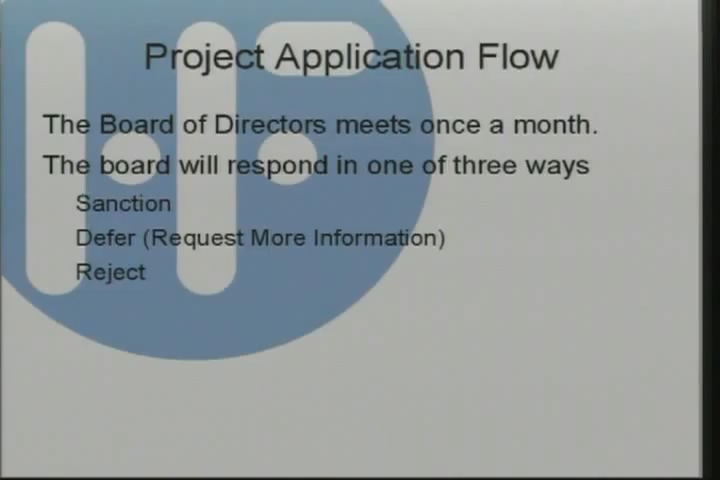 Project Application Flow
The Board of Directors meets once a month.
The board will respond in one of three ways
Sanction
Defer (Request More Information)
Reject